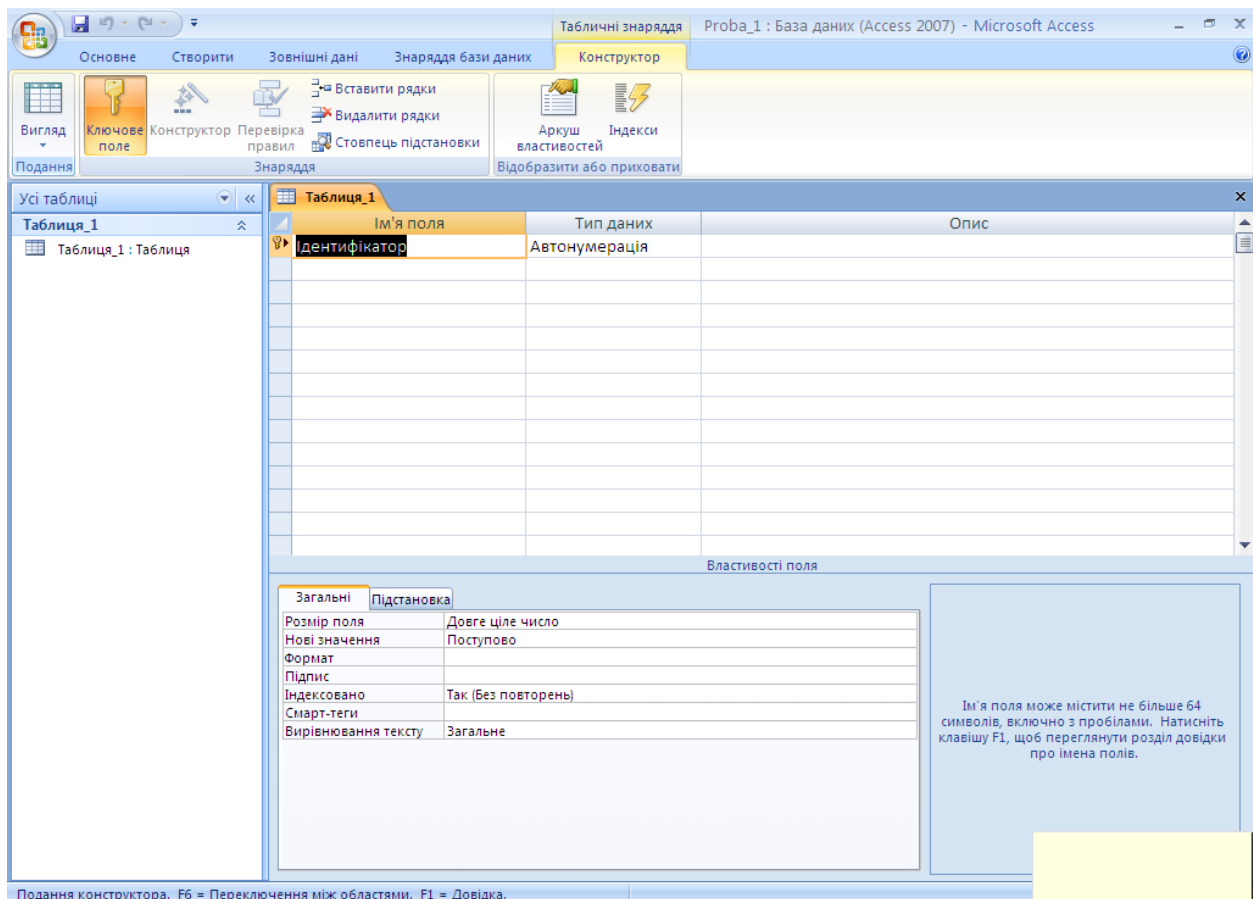 Табличні знаряддя
Proba_1 : База даних (Access 2007) - Microsoft Access
Основне Створити Зовнішні дані Знаряддя бази даних Конструктор
Вигляд
Ключове поле
Конструктор
Перевірка правил
Вставити рядки
Видалити рядки
Стовпець підстановки
Аркуш властивостей
Індекси
Подання Знаряддя Відобразити або приховати
Усі таблиці
Таблиця_1
Таблиця_1 : Таблиця
Таблиця_1
Ім'я поля Тип даних Опис
Ідентифікатор Автонумерація
Властивості поля
Загальні Підстановка
Розмір поля Довге ціле число
Нові значення Поступово
Формат
Підпис
Індексовано Так (Без повторень)
Смарт-теги
Вирівнювання тексту Загальне
Ім'я поля може містити не більше 64
символів, включно з пробілами. Натисніть
клавішу F1, щоб переглянути розділ довідки
про імена полів.
Подання конструктора. F6 = Переключення між областями. F1 = Довідка.